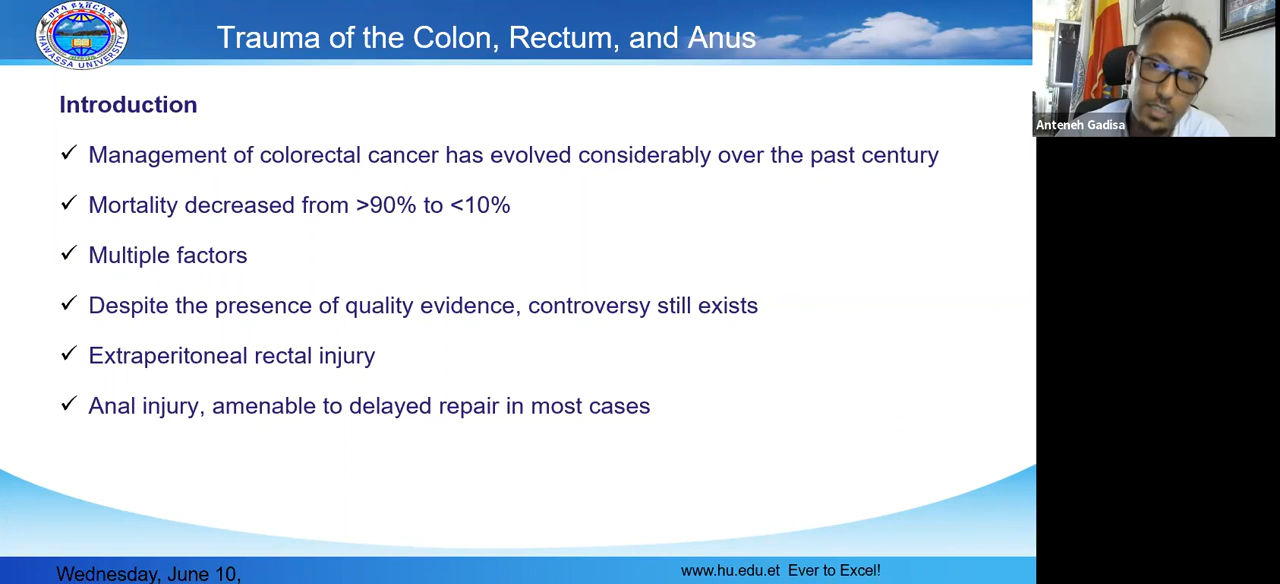 Trauma of the Colon, Rectum, and Anus
HAWASSA UNIVERSITY
Anteneh Gadisa
Introduction
✓ Management of colorectal cancer has evolved considerably over the past century
✓ Mortality decreased from >90% to <10%
✓ Multiple factors
✓ Despite the presence of quality evidence, controversy still exists
✓ Extraperitoneal rectal injury
✓ Anal injury, amenable to delayed repair in most cases
Wednesday, June 10,
www.hu.edu.et Ever to Excel!